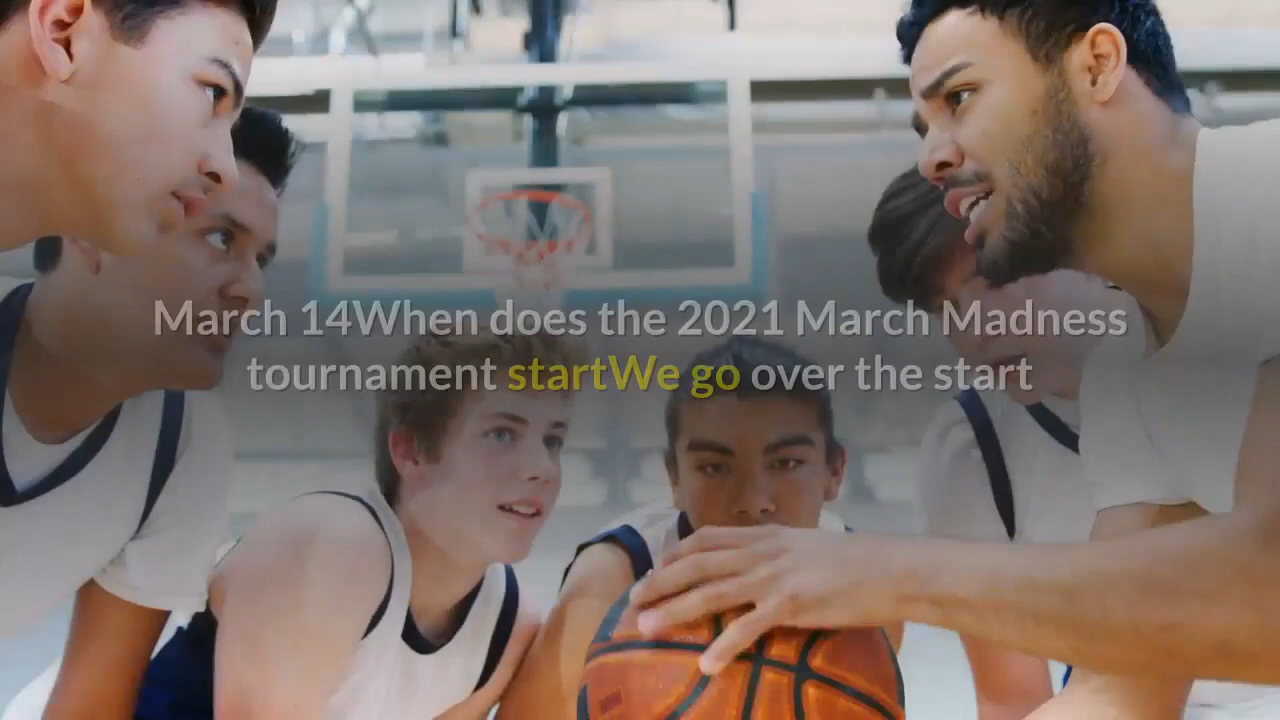 March 14When does the 2021 March Madness
tournament startWe go over the start